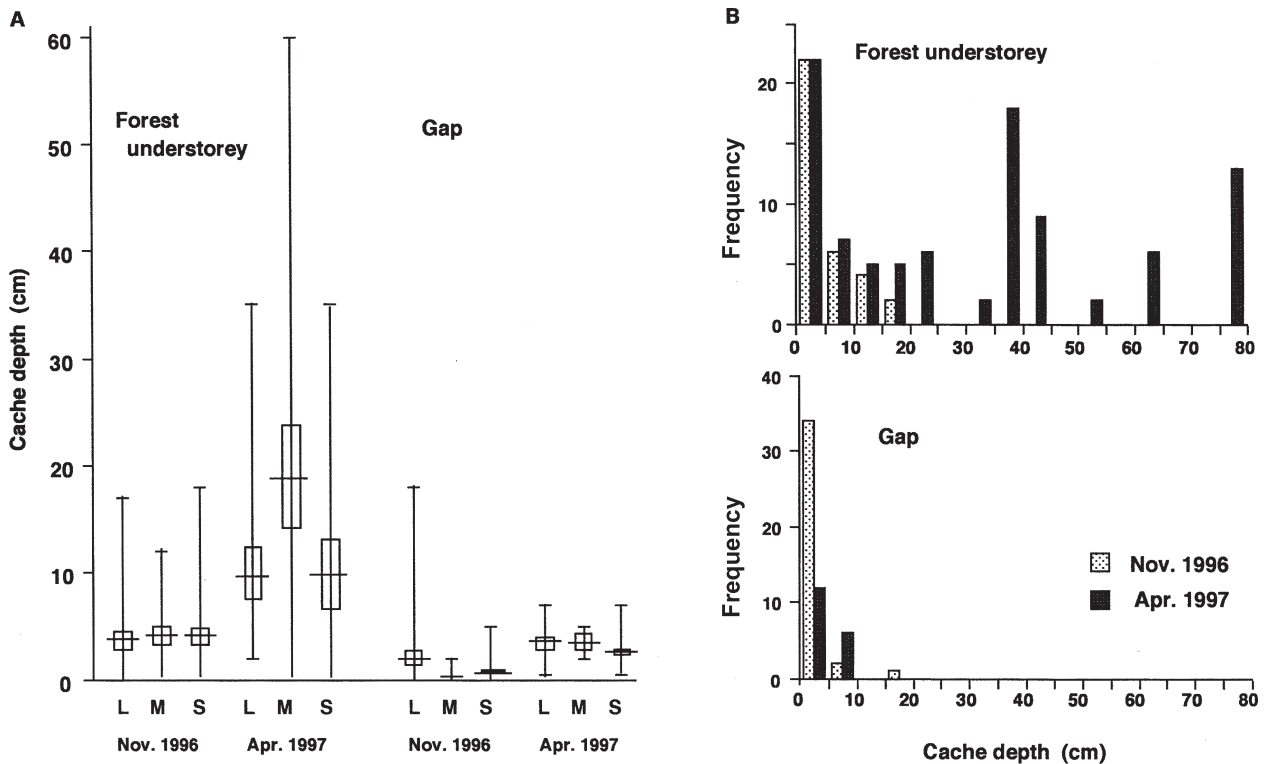 A
60
50
40
30
20
10
0
Cache depth (cm)
Forest
understorey
Gap
L M S L M S L M S L M S
Nov. 1996 Apr. 1997 Nov. 1996 Apr. 1997
B
Forest understorey
20
10
0
Frequency
0 10 20 30 40 50 60 70 80
40
30
20
10
0
Frequency
Gap
Nov. 1996
Apr. 1997
0 10 20 30 40 50 60 70 80
Cache depth (cm)